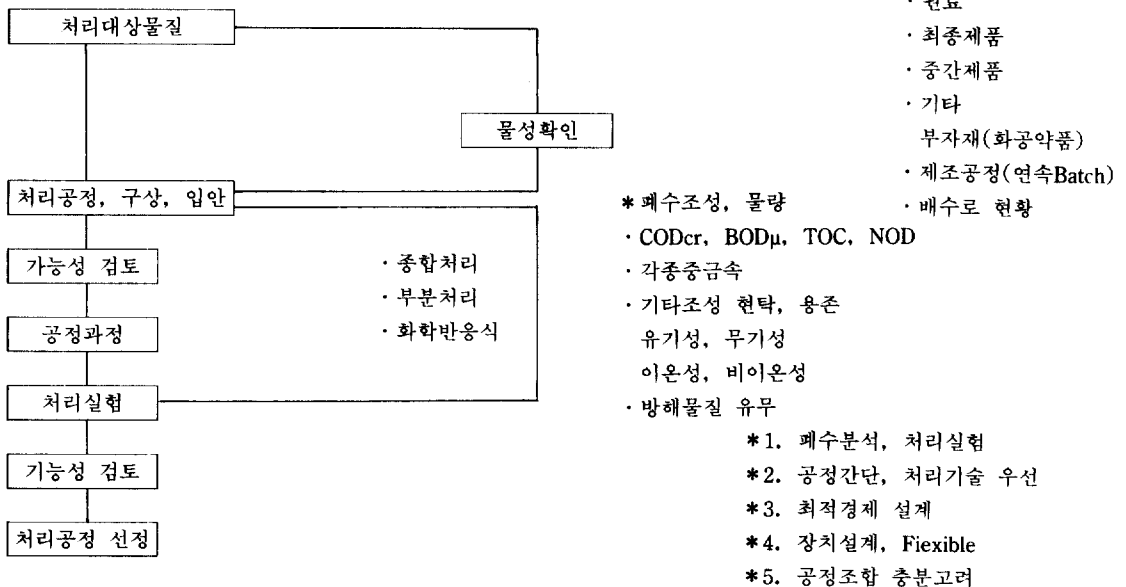 · 원료
처리대상물질
· 최종제품
· 중간제품
· 기타
물성확인
부자재(화공약품)
· 제조공정(연속Batch)
처리공정, 구상, 입안
* 폐수조성, 물량
· 배수로 현황
· CODcr, BODμ, TOC, NOD
가능성 검토
· 종합처리
· 각종중금속
· 부분처리
· 기타조성 현탁, 용존
공정과정
· 화학반응식
유기성, 무기성
이온성, 비이온성
처리실험
· 방해물질 유무
*1. 폐수분석, 처리실험
기능성 검토
*2. 공정간단, 처리기술 우선
*3. 최적경제 설계
처리공정 선정
*4. 장치설계, Fiexible
*5. 공정조합 충분고려